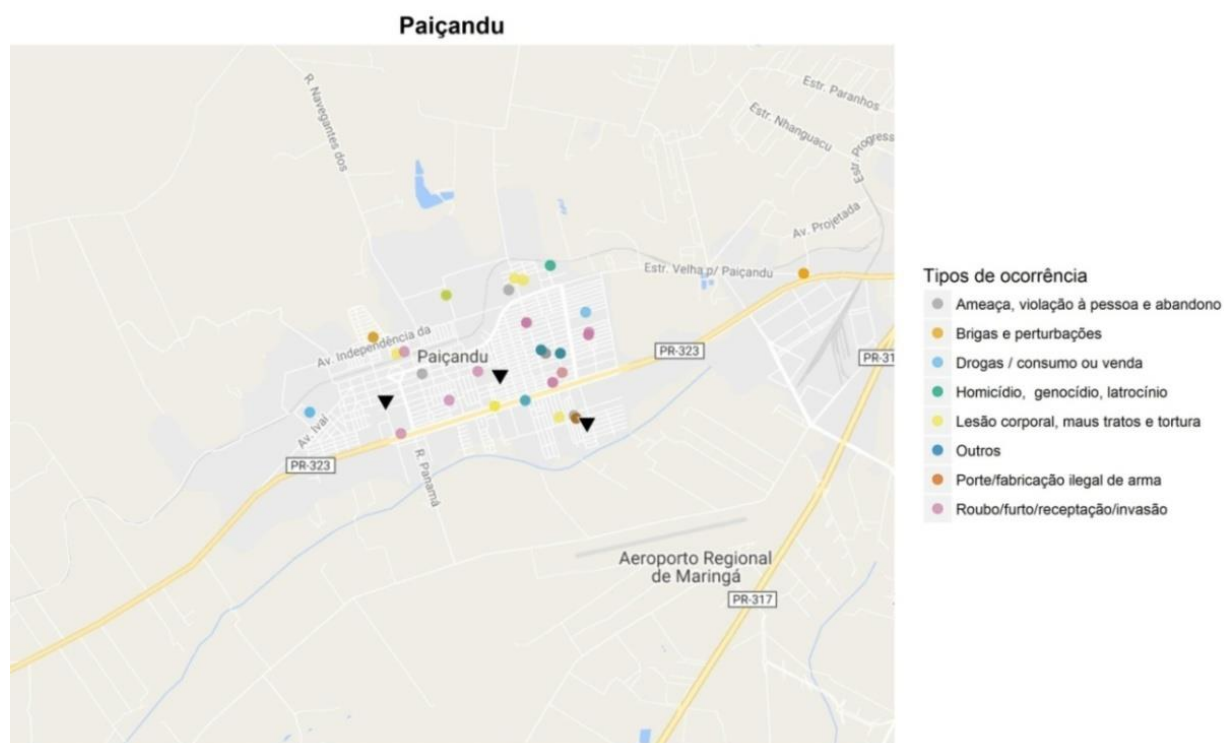 Paiçandu
R. Navegantes dos
Estr. Paranhos
Estr. Nhanguacu
Estr. Progress
Av. Projetada
Estr. Velha p/ Paiçandu
Av. Independência da
Paiçandu
PR-323
PR-31
Av. Ivaí
PR-323
R. Panamá
Aeroporto Regional
de Maringá
PR-317
Tipos de ocorrência
Ameaça, violação à pessoa e abandono
Brigas e perturbações
Drogas / consumo ou venda
Homicídio, genocídio, latrocínio
Lesão corporal, maus tratos e tortura
Outros
Porte/fabricação ilegal de arma
Roubo/furto/receptação/invasão